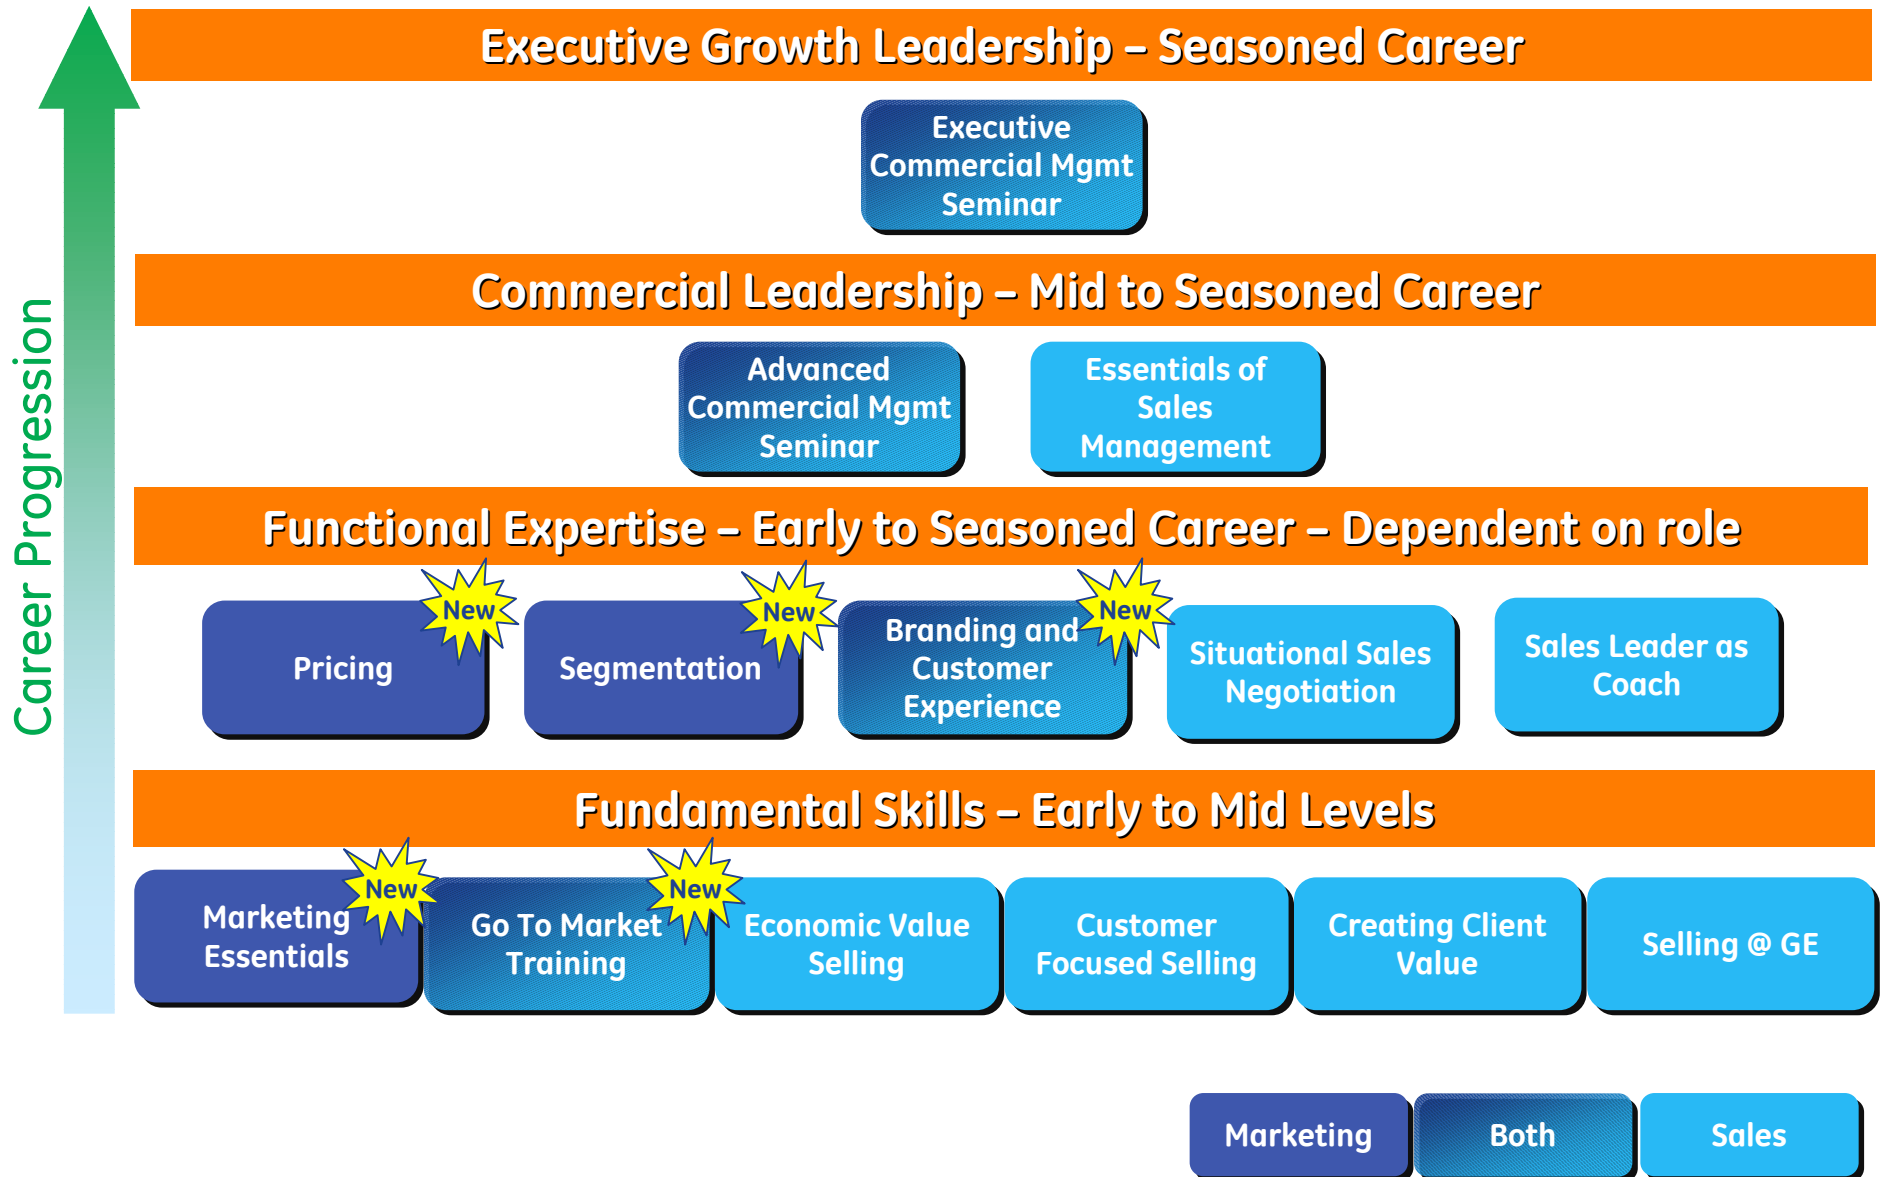 Executive Growth Leadership – Seasoned Career
Executive
Commercial Mgmt
Seminar
Commercial Leadership – Mid to Seasoned Career
Advanced
Commercial Mgmt
Seminar
Essentials of
Sales
Management
Career Progression
Functional Expertise – Early to Seasoned Career – Dependent on role
New
Pricing
New
Segmentation
New
Branding and
Customer
Experience
Situational Sales
Negotiation
Sales Leader as
Coach
Fundamental Skills – Early to Mid Levels
New
Marketing
Essentials
New
Go To Market
Training
Economic Value
Selling
Customer
Focused Selling
Creating Client
Value
Selling @ GE
Marketing
Both
Sales